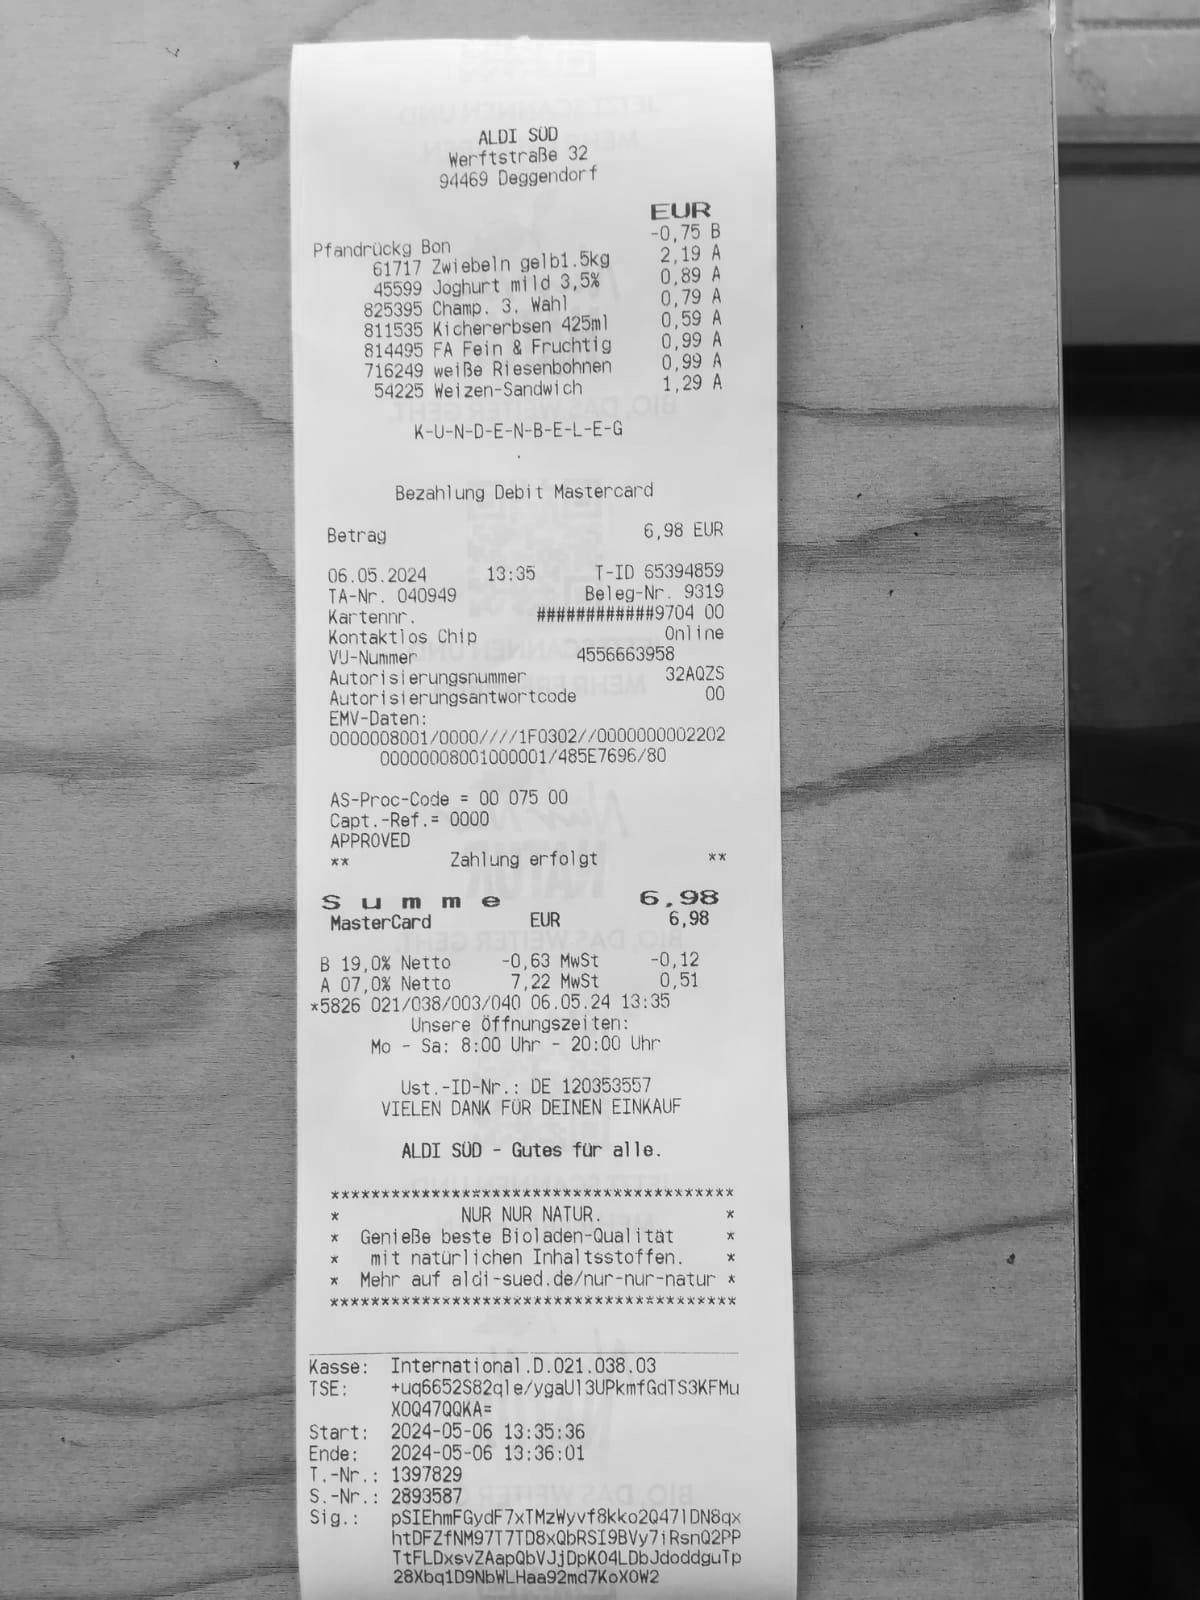 ALDI SÜD
Werftstraße 32
94469 Deggendorf
EUR
Pfandrückg Bon -0,75 B
61717 Zwiebeln gelb1.5kg 2,19 A
45599 Joghurt mild 3,5% 0,89 A
825395 Champ. 3. Wahl 0,79 A
811535 Kichererbsen 425ml 0,59 A
814495 FA Fein & Fruchtig 0,99 A
716249 weiße Riesenbohnen 0,99 A
54225 Weizen-Sandwich 1,29 A
K-U-N-D-E-N-B-E-L-E-G
Bezahlung Debit Mastercard
Betrag 6,98 EUR
06.05.2024 13:35 T-ID 65394859
TA-Nr. 040949 Beleg-Nr. 9319
Kartennr. ############9704 00
Kontaktlos Chip Online
VU-Nummer 4556663958
Autorisierungsnummer 32AQZS
Autorisierungsantwortcode 00
EMV-Daten:
0000008001/0000////1F0302//0000000002202
00000008001000001/485E7696/80
AS-Proc-Code = 00 075 00
Capt.-Ref.= 0000
APPROVED
** Zahlung erfolgt **
Summe 6,98
MasterCard EUR 6,98
B 19,0% Netto -0,63 MwSt -0,12
A 07,0% Netto 7,22 MwSt 0,51
*5826 021/038/003/040 06.05.24 13:35
Unsere Öffnungszeiten:
Mo - Sa: 8:00 Uhr - 20:00 Uhr
Ust.-ID-Nr.: DE 120353557
VIELEN DANK FÜR DEINEN EINKAUF
ALDI SÜD - Gutes für alle.
****************************************
* NUR NUR NATUR. *
* Genieße beste Bioladen-Qualität *
* mit natürlichen Inhaltsstoffen. *
* Mehr auf aldi-sued.de/nur-nur-natur *
****************************************
Kasse: International.D.021.038.03
TSE: +uq6652S82qle/ygaUl3UPkmfGdTS3KFMu
XOQ47QQKA=
Start: 2024-05-06 13:35:36
Ende: 2024-05-06 13:36:01
T.-Nr.: 1397829
S.-Nr.: 2893587
Sig.: pSIEhmFGydF7xTMzWyvf8kko2Q47lDN8qx
htDFZfNM97T7TD8xQbRSI9BVy7iRsnQ2PP
TtFLDxsvZAapQbVJjDpKO4LDbJdoddguTp
28Xbq1D9NbWLHaa92md7KoXOW2